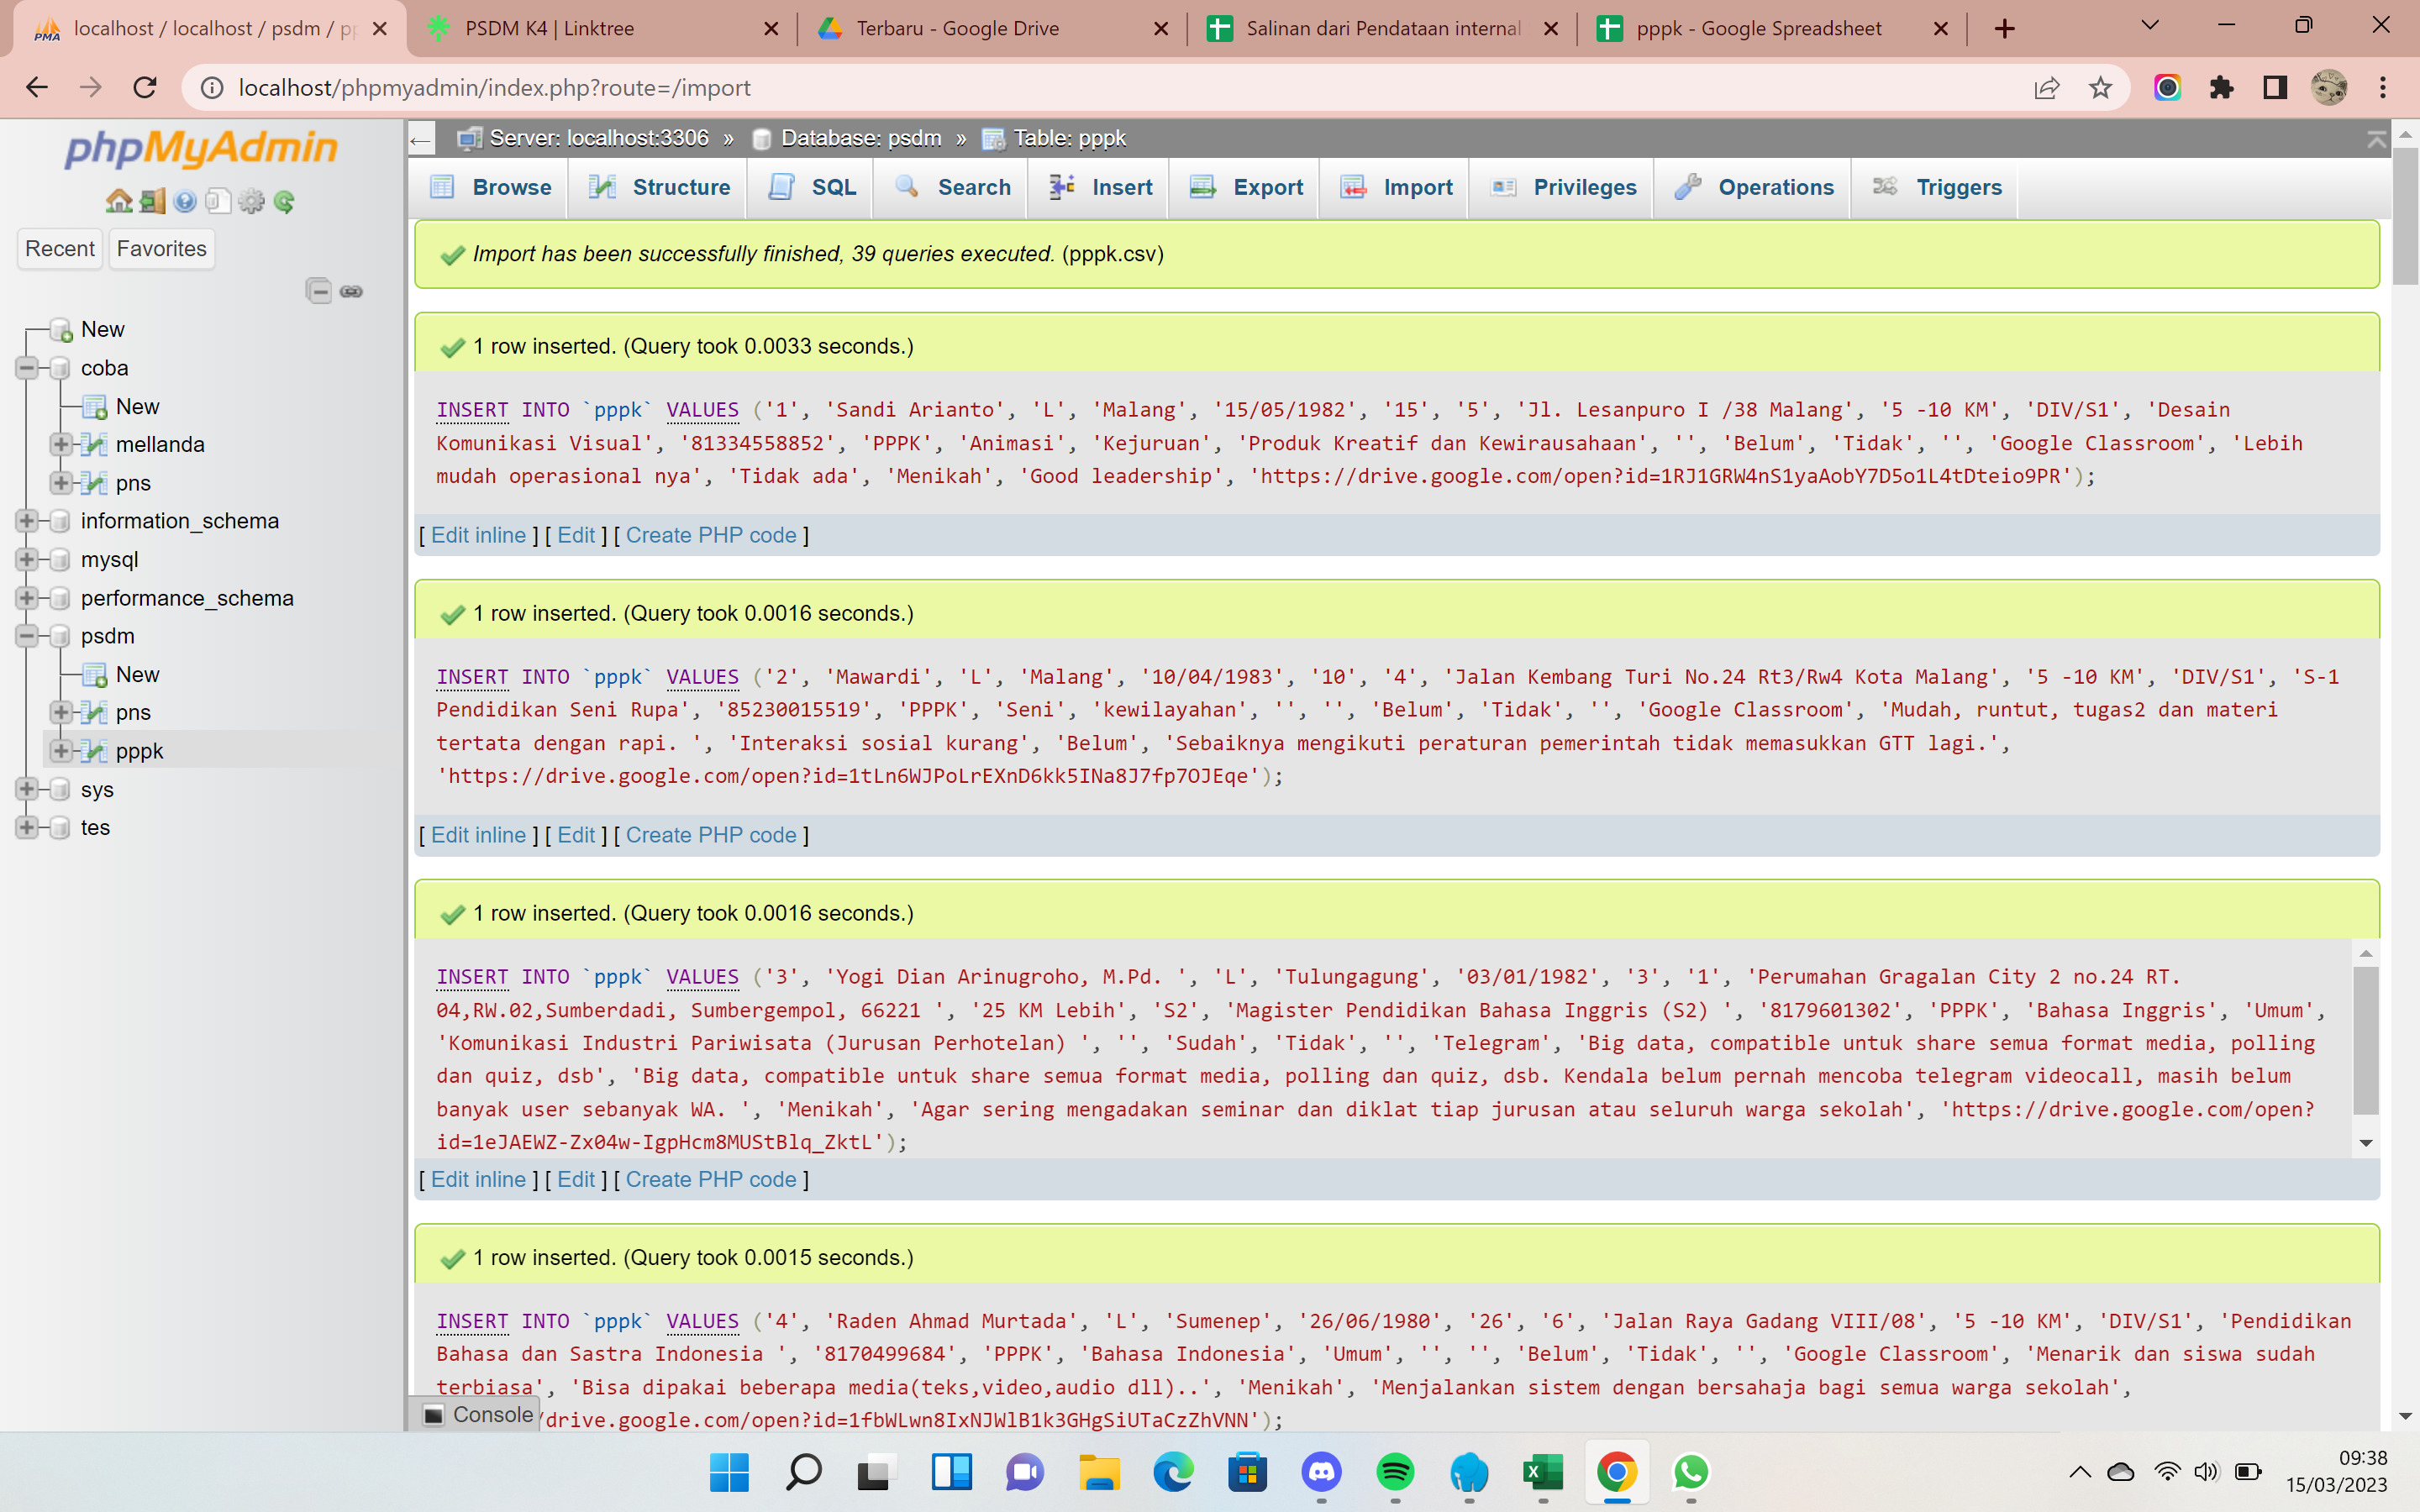 localhost / localhost / psdm / pp
PSDM K4 | Linktree
Terbaru - Google Drive
Salinan dari Pendataan internal
pppk - Google Spreadsheet
localhost/phpmyadmin/index.php?route=/import
phpMyAdmin
Recent
Favorites
New
coba
New
mellanda
pns
information_schema
mysql
performance_schema
psdm
New
pns
pppk
sys
tes
Server: localhost:3306 » Database: psdm » Table: pppk
Browse Structure SQL Search Insert Export Import Privileges Operations Triggers
Import has been successfully finished, 39 queries executed. (pppk.csv)
1 row inserted. (Query took 0.0033 seconds.)
INSERT INTO `pppk` VALUES ('1', 'Sandi Arianto', 'L', 'Malang', '15/05/1982', '15', '5', 'Jl. Lesanpuro I /38 Malang', '5 -10 KM', 'DIV/S1', 'Desain
Komunikasi Visual', '81334558852', 'PPPK', 'Animasi', 'Kejuruan', 'Produk Kreatif dan Kewirausahaan', '', 'Belum', 'Tidak', '', 'Google Classroom', 'Lebih
mudah operasional nya', 'Tidak ada', 'Menikah', 'Good leadership', 'https://drive.google.com/open?id=1RJ1GRW4nS1yaAobY7D5o1L4tDteio9PR');
[ Edit inline ] [ Edit ] [ Create PHP code ]
1 row inserted. (Query took 0.0016 seconds.)
INSERT INTO `pppk` VALUES ('2', 'Mawardi', 'L', 'Malang', '10/04/1983', '10', '4', 'Jalan Kembang Turi No.24 Rt3/Rw4 Kota Malang', '5 -10 KM', 'DIV/S1', 'S-1
Pendidikan Seni Rupa', '85230015519', 'PPPK', 'Seni', 'kewilayahan', '', '', 'Belum', 'Tidak', '', 'Google Classroom', 'Mudah, runtut, tugas2 dan materi
tertata dengan rapi. ', 'Interaksi sosial kurang', 'Belum', 'Sebaiknya mengikuti peraturan pemerintah tidak memasukkan GTT lagi.',
'https://drive.google.com/open?id=1tLn6WJPoLrEXnD6kk5INa8J7fp7OJEqe');
[ Edit inline ] [ Edit ] [ Create PHP code ]
1 row inserted. (Query took 0.0016 seconds.)
INSERT INTO `pppk` VALUES ('3', 'Yogi Dian Arinugroho, M.Pd. ', 'L', 'Tulungagung', '03/01/1982', '3', '1', 'Perumahan Gragalan City 2 no.24 RT.
04,RW.02,Sumberdadi, Sumbergempol, 66221 ', '25 KM Lebih', 'S2', 'Magister Pendidikan Bahasa Inggris (S2) ', '8179601302', 'PPPK', 'Bahasa Inggris', 'Umum',
'Komunikasi Industri Pariwisata (Jurusan Perhotelan) ', '', 'Sudah', 'Tidak', '', 'Telegram', 'Big data, compatible untuk share semua format media, polling
dan quiz, dsb', 'Big data, compatible untuk share semua format media, polling dan quiz, dsb. Kendala belum pernah mencoba telegram videocall, masih belum
banyak user sebanyak WA. ', 'Menikah', 'Agar sering mengadakan seminar dan diklat tiap jurusan atau seluruh warga sekolah', 'https://drive.google.com/open?
id=1eJAEWZ-Zx04w-IgpHcm8MUStBlq_ZktL');
[ Edit inline ] [ Edit ] [ Create PHP code ]
1 row inserted. (Query took 0.0015 seconds.)
INSERT INTO `pppk` VALUES ('4', 'Raden Ahmad Murtada', 'L', 'Sumenep', '26/06/1980', '26', '6', 'Jalan Raya Gadang VIII/08', '5 -10 KM', 'DIV/S1', 'Pendidikan
Bahasa dan Sastra Indonesia ', '8170499684', 'PPPK', 'Bahasa Indonesia', 'Umum', '', '', 'Belum', 'Tidak', '', 'Google Classroom', 'Menarik dan siswa sudah
terbiasa', 'Bisa dipakai beberapa media(teks,video,audio dll)..', 'Menikah', 'Menjalankan sistem dengan bersahaja bagi semua warga sekolah',
Console /drive.google.com/open?id=1fbWLwn8IxNJWlB1k3GHgSiUTaCzZhVNN');
09:38
15/03/2023